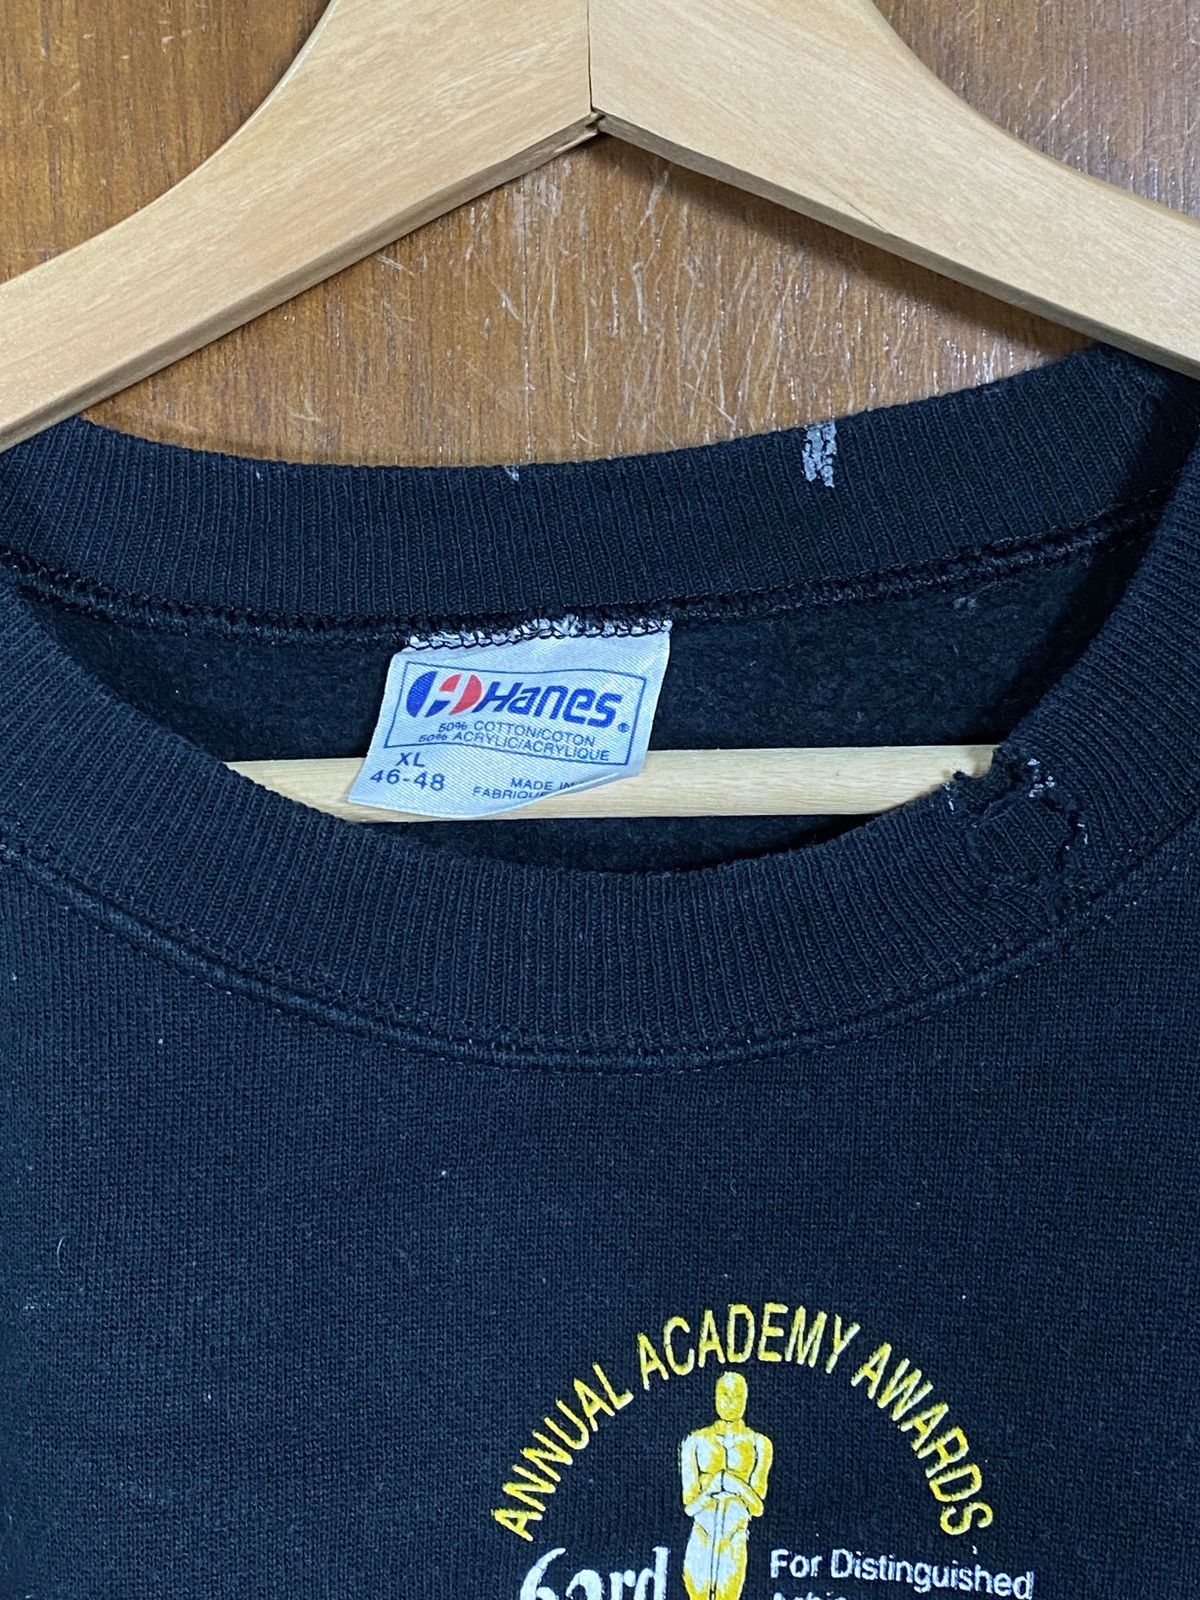 Hanes®
50% COTTON/COTON
50% ACRYLIC/ACRYLIQUE
XL
46-48
MADE IN
ANNUAL ACADEMY AWARDS
63rd
For Distinguished